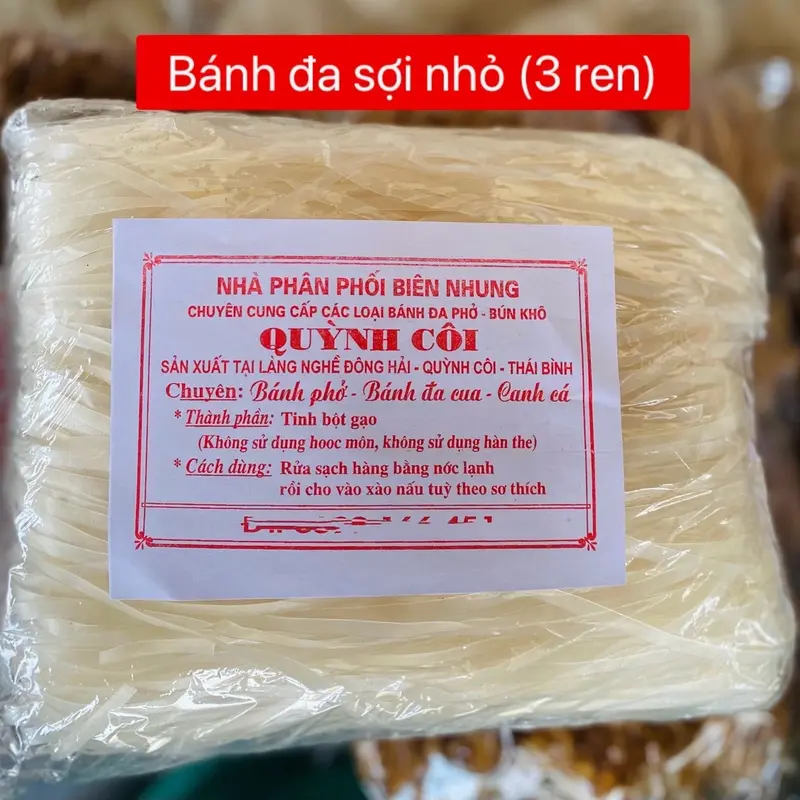 Bánh đa sợi nhỏ (3 ren)
NHÀ PHÂN PHỐI BIÊN NHUNG
CHUYÊN CUNG CẤP CÁC LOẠI BÁNH ĐA PHỞ - BÚN KHÔ
QUỲNH CÔI
SẢN XUẤT TẠI LÀNG NGHỀ ĐÔNG HẢI - QUỲNH CÔI - THÁI BÌNH
Chuyên: Bánh phở - Bánh đa cua - Canh cá
* Thành phần: Tinh bột gạo
(Không sử dụng hooc môn, không sử dụng hàn the)
* Cách dùng: Rửa sạch hàng bằng nớc lạnh
rồi cho vào xào nấu tuỳ theo sơ thích